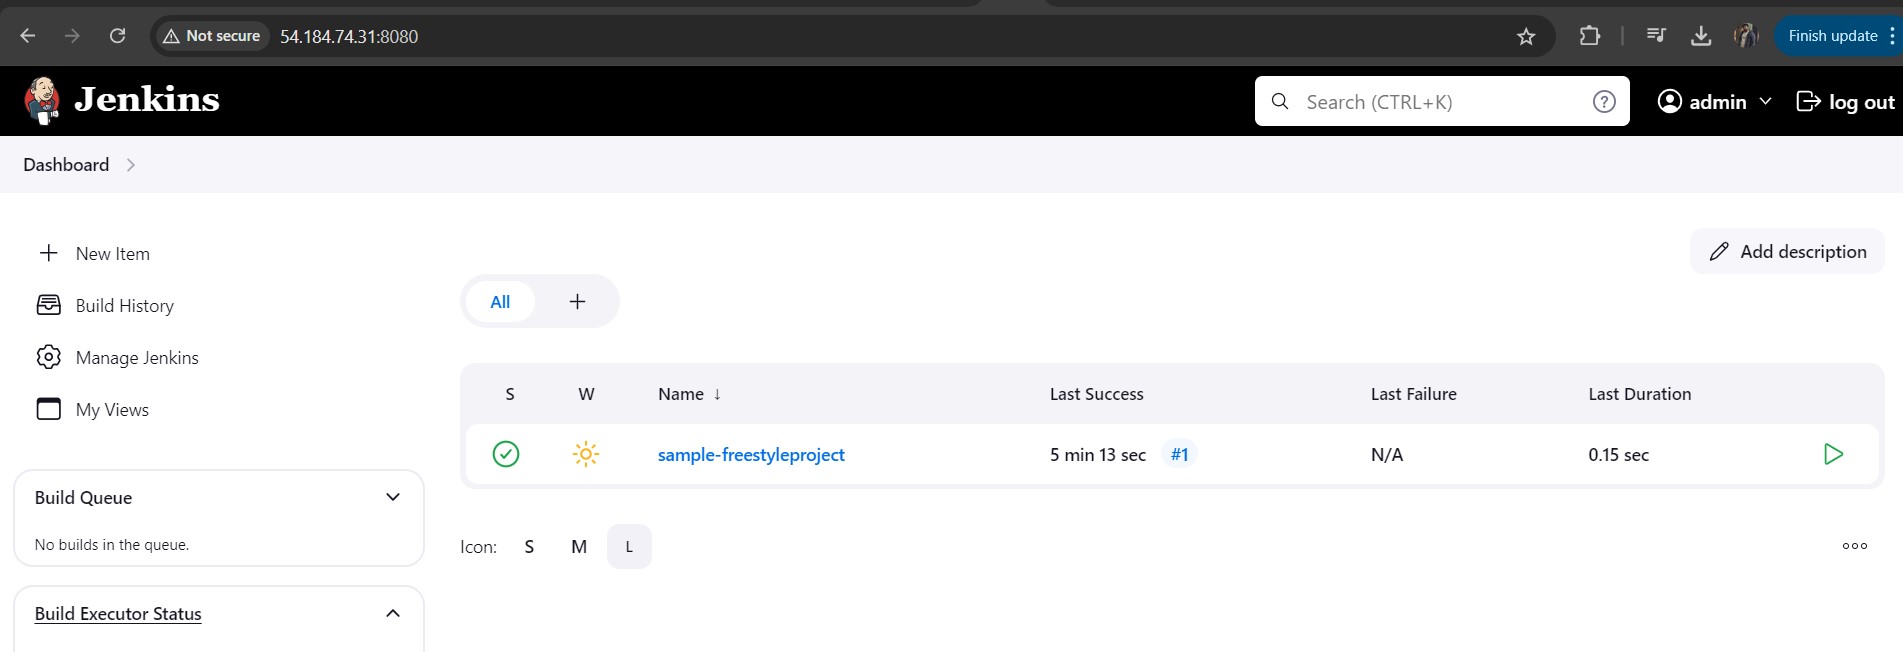 Not secure 54.184.74.31:8080 Finish update
Jenkins Search (CTRL+K) admin log out
Dashboard
New Item
Build History
Manage Jenkins
My Views
Build Queue
No builds in the queue.
Build Executor Status
Add description
All
S W Name ↓ Last Success Last Failure Last Duration
sample-freestyleproject 5 min 13 sec #1 N/A 0.15 sec
Icon: S M L